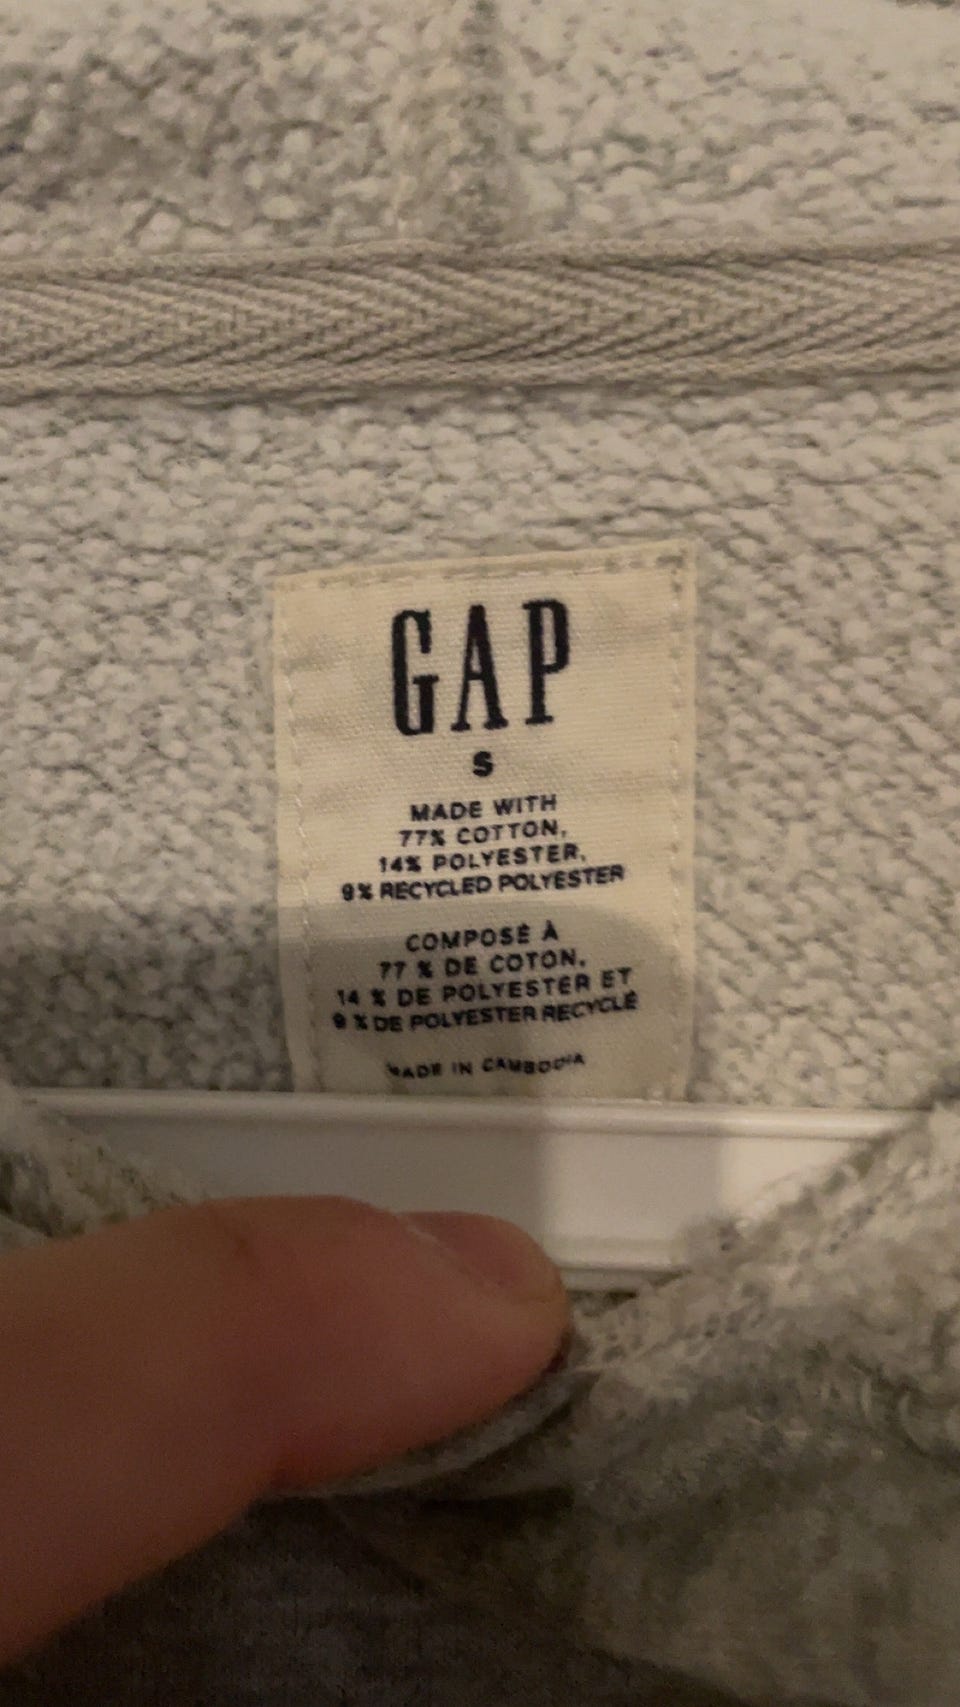 GAP
S
MADE WITH
77% COTTON,
14% POLYESTER,
9% RECYCLED POLYESTER
COMPOSÉ À
77 % DE COTON,
14 % DE POLYESTER ET
9 % DE POLYESTER RECYCLÉ
MADE IN CAMBODIA